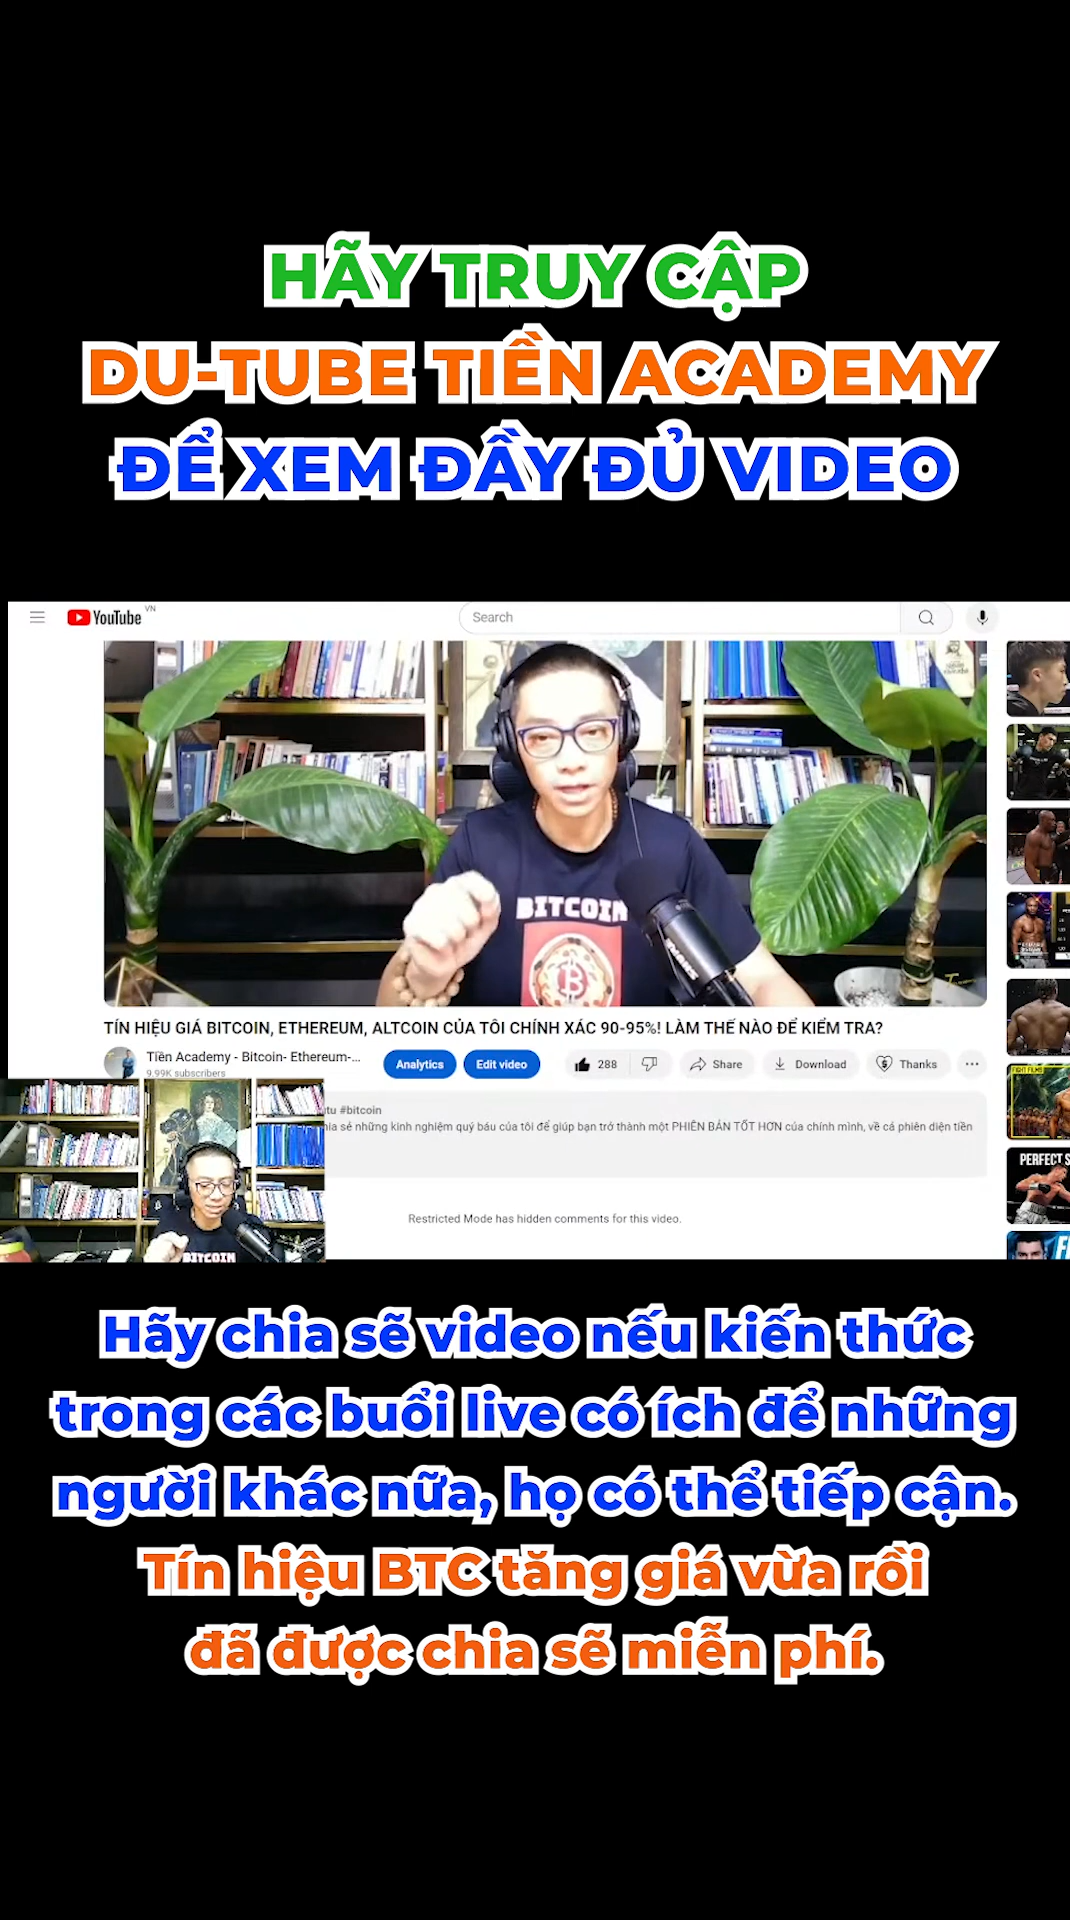 HÃY TRUY CẬP
DU-TUBE TIỀN ACADEMY
ĐỂ XEM ĐẦY ĐỦ VIDEO
YouTube VN
Search
BITCOIN
TÍN HIỆU GIÁ BITCOIN, ETHEREUM, ALTCOIN CỦA TÔI CHÍNH XÁC 90-95%! LÀM THẾ NÀO ĐỂ KIỂM TRA?
Tiền Academy - Bitcoin- Ethereum-...
9.99K subscribers
Analytics
Edit video
288
Share
Download
Thanks
FIGHT FILMS
PERFECT S
#bitcoin
sẻ những kinh nghiệm quý báu của tôi để giúp bạn trở thành một PHIÊN BẢN TỐT HƠN của chính mình, về cả phiên diện tiền
Restricted Mode has hidden comments for this video.
BITCOIN
Hãy chia sẽ video nếu kiến thức
trong các buổi live có ích để những
người khác nữa, họ có thể tiếp cận.
Tín hiệu BTC tăng giá vừa rồi
đã được chia sẽ miễn phí.